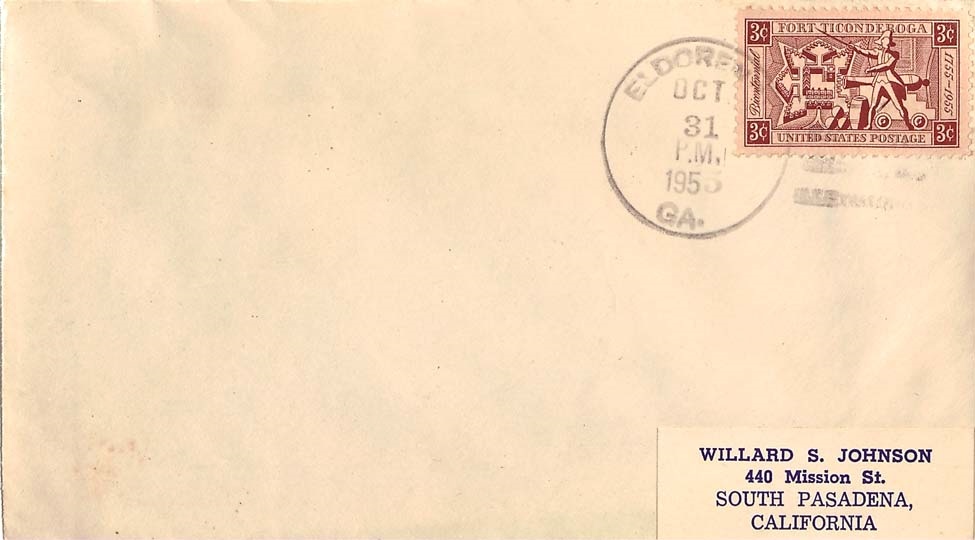 3¢ FORT TICONDEROGA 3¢
Bicentennial
1755-1955
3¢ UNITED STATES POSTAGE 3¢
OCT
31
P.M.
1955
GA.
WILLARD S. JOHNSON
440 Mission St.
SOUTH PASADENA,
CALIFORNIA